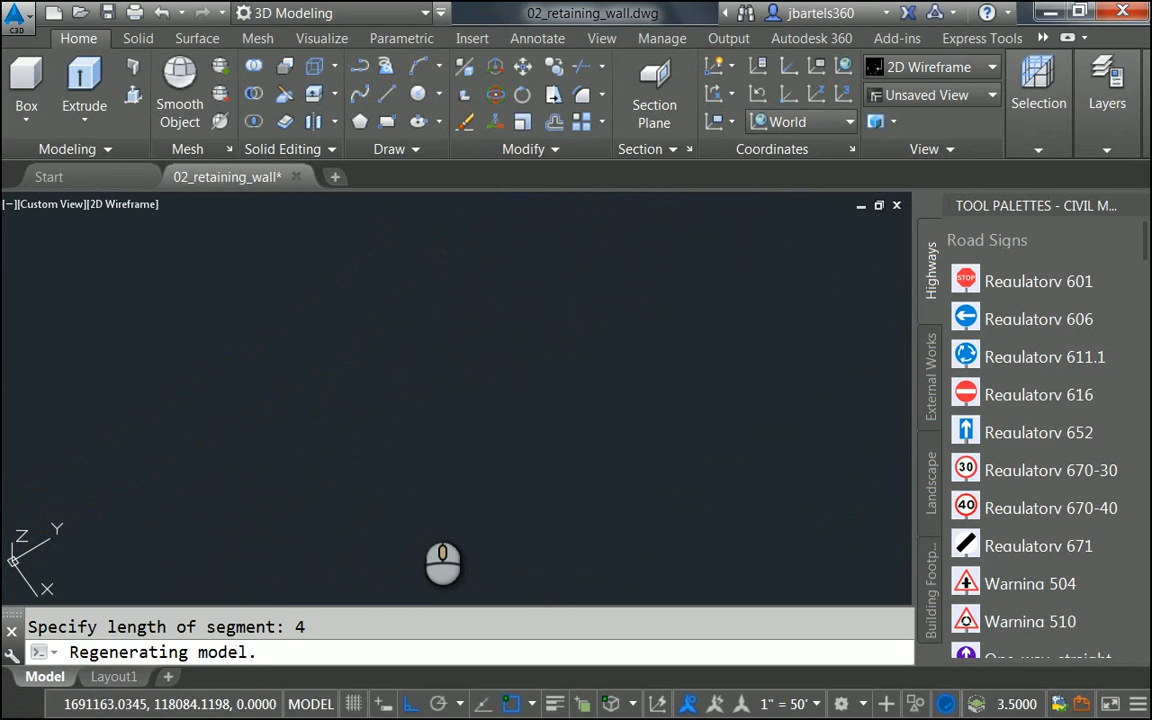 3D Modeling
02_retaining_wall.dwg
jbartels360
C3D
Home
Solid
Surface
Mesh
Visualize
Parametric
Insert
Annotate
View
Manage
Output
Autodesk 360
Add-ins
Express Tools
Box
Extrude
Smooth
Object
Section
Plane
2D Wireframe
Unsaved View
World
Selection
Layers
Modeling
Mesh
Solid Editing
Draw
Modify
Section
Coordinates
View
Start
02_retaining_wall*
[−][Custom View][2D Wireframe]
TOOL PALETTES - CIVIL M...
Highways
External Works
Landscape
Building Footp...
Road Signs
STOP
Regulatory 601
Regulatory 606
Regulatory 611.1
Regulatory 616
Regulatory 652
30
Regulatory 670-30
40
Regulatory 670-40
Regulatory 671
Warning 504
Warning 510
Z
Y
X
Specify length of segment: 4
Regenerating model.
Model
Layout1
1691163.0345, 118084.1198, 0.0000
MODEL
1" = 50'
3.5000